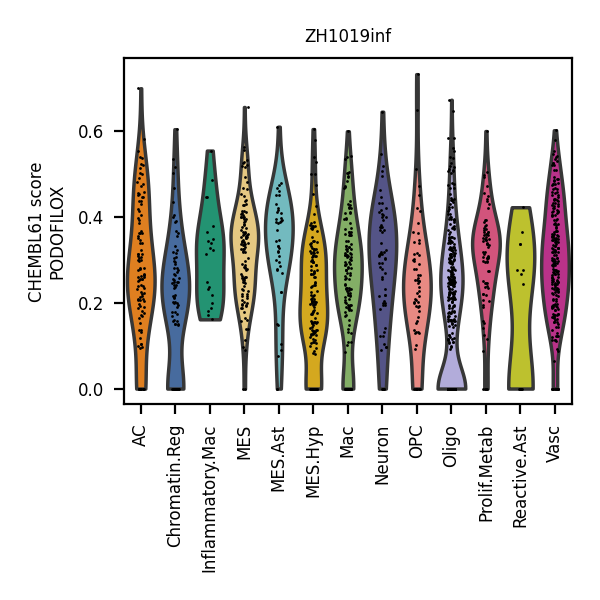 ZH1019inf
CHEMBL61 score
PODOFILOX
0.6
0.4
0.2
0.0
AC
Chromatin.Reg
Inflammatory.Mac
MES
MES.Ast
MES.Hyp
Mac
Neuron
OPC
Oligo
Prolif.Metab
Reactive.Ast
Vasc